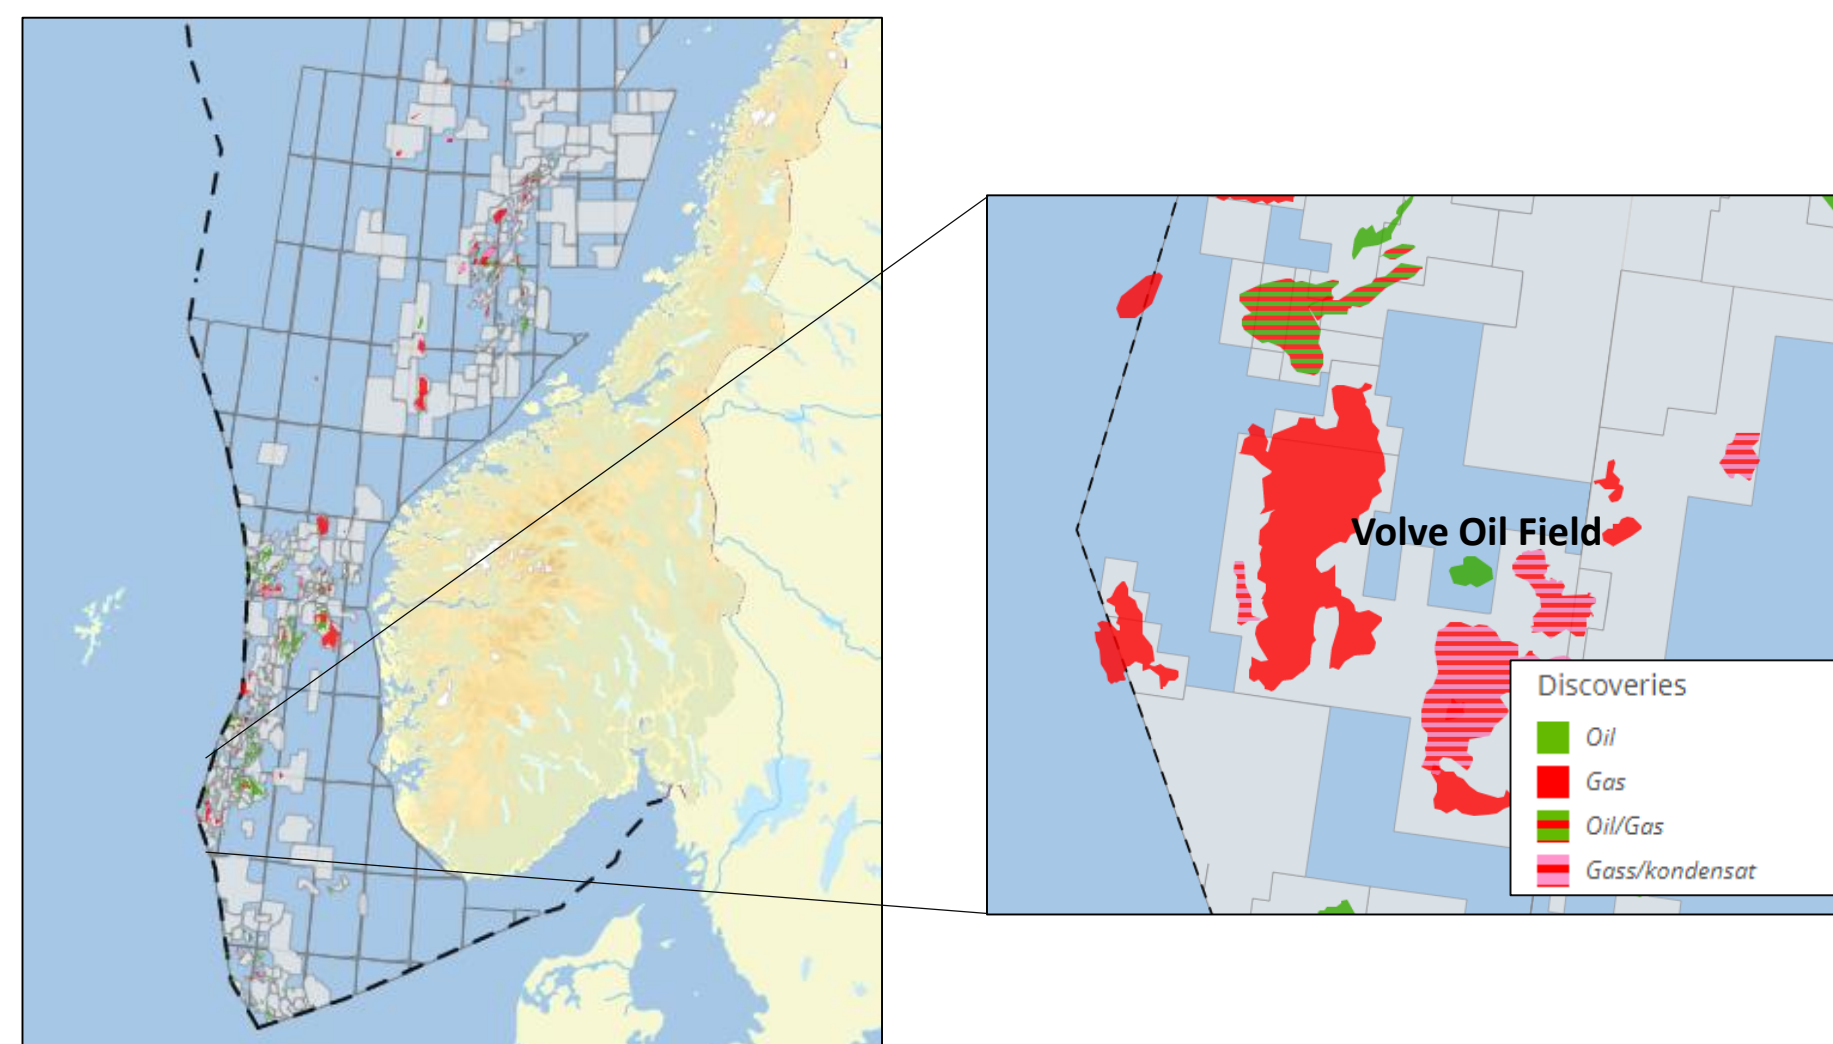 Volve Oil Field
Discoveries
Oil
Gas
Oil/Gas
Gass/kondensat